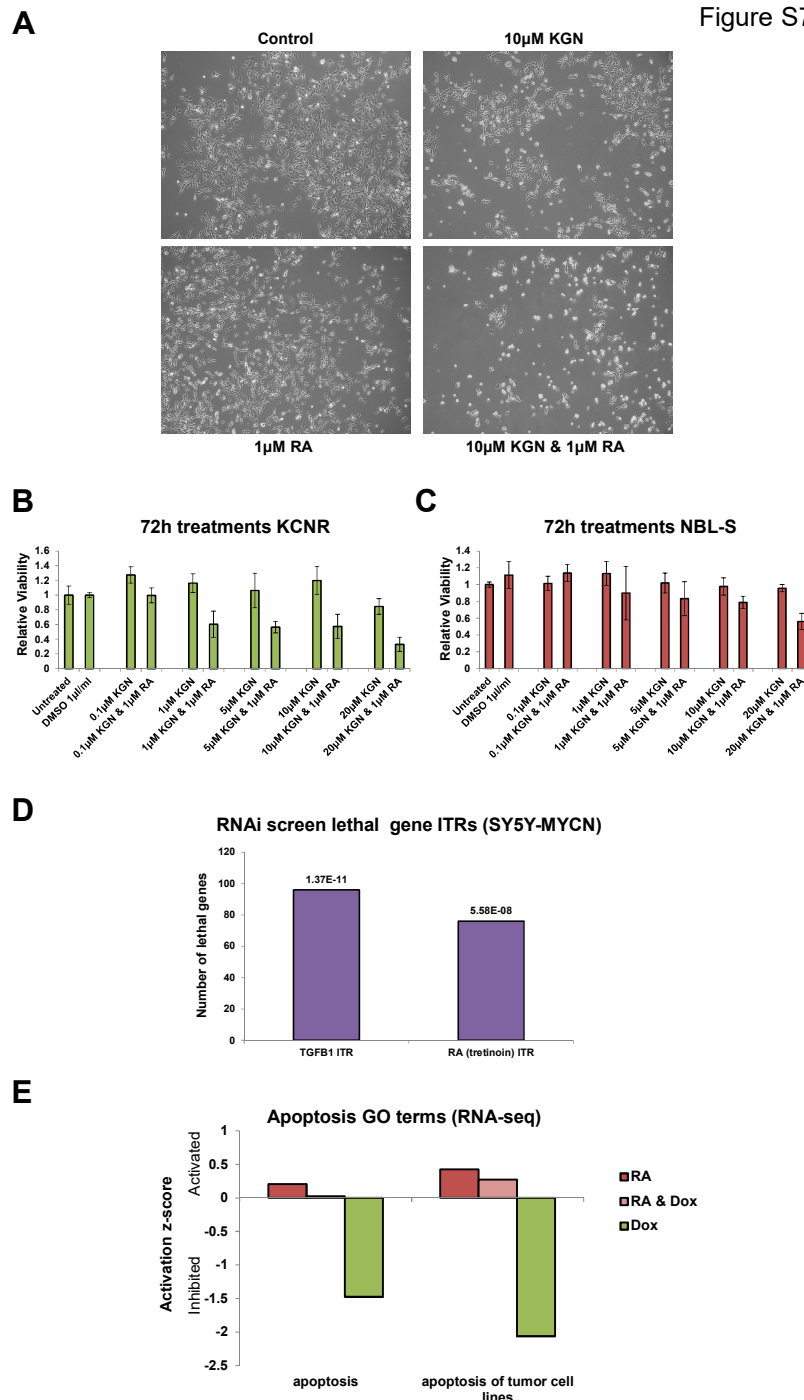 Figure S7
A
Control
10µM KGN
1µM RA
10µM KGN & 1µM RA
B
72h treatments KCNR
Relative Viability
1.6
1.4
1.2
1.0
0.8
0.6
0.4
0.2
0
Untreated
DMSO 1µl/ml
0.1µM KGN
0.1µM KGN & 1µM RA
1µM KGN
1µM KGN & 1µM RA
5µM KGN
5µM KGN & 1µM RA
10µM KGN
10µM KGN & 1µM RA
20µM KGN
20µM KGN & 1µM RA
C
72h treatments NBL-S
Relative Viability
1.4
1.2
1
0.8
0.6
0.4
0.2
0
Untreated
DMSO 1µl/ml
0.1µM KGN
0.1µM KGN & 1µM RA
1µM KGN
1µM KGN & 1µM RA
5µM KGN
5µM KGN & 1µM RA
10µM KGN
10µM KGN & 1µM RA
20µM KGN
20µM KGN & 1µM RA
D
RNAi screen lethal gene ITRs (SY5Y-MYCN)
Number of lethal genes
120
100
80
60
40
20
0
1.37E-11
5.58E-08
TGFB1 ITR
RA (tretinoin) ITR
E
Apoptosis GO terms (RNA-seq)
Activation z-score
Inhibited
Activated
1
0.5
0
-0.5
-1
-1.5
-2
-2.5
apoptosis
apoptosis of tumor cell
lines
RA
RA & Dox
Dox